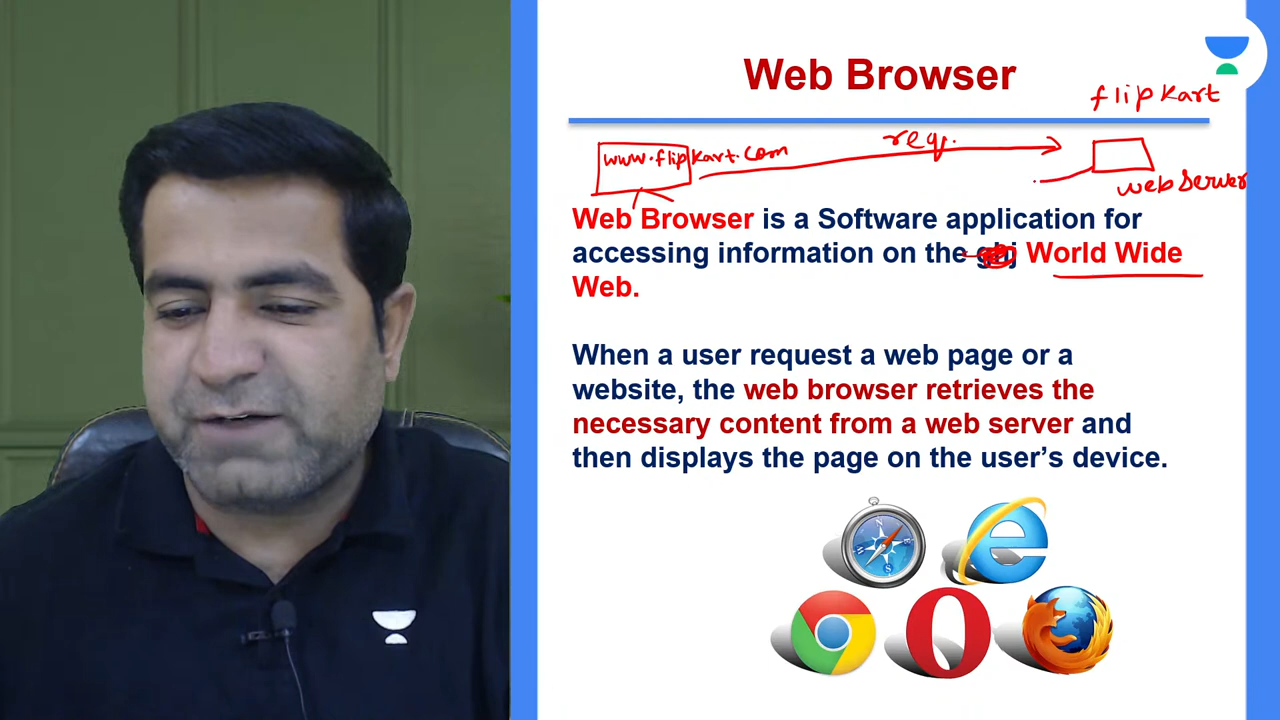 Web Browser
flipkart
www.flipkart.com
req.
web Server
Web Browser is a Software application for
accessing information on the World Wide
Web.
When a user request a web page or a
website, the web browser retrieves the
necessary content from a web server and
then displays the page on the user's device.
N
E
S
W